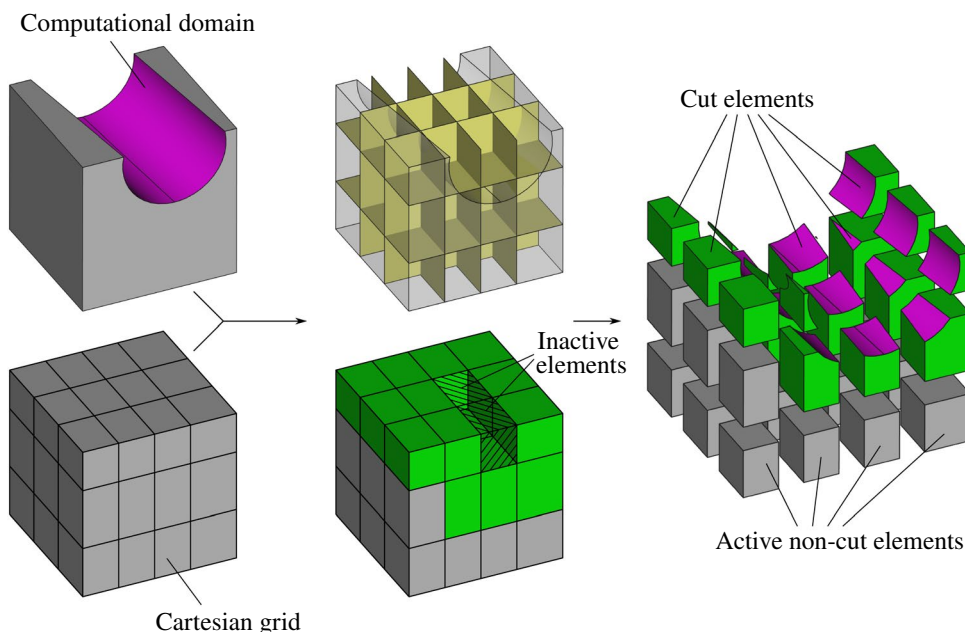 Computational domain
Cut elements
Inactive
elements
Active non-cut elements
Cartesian grid